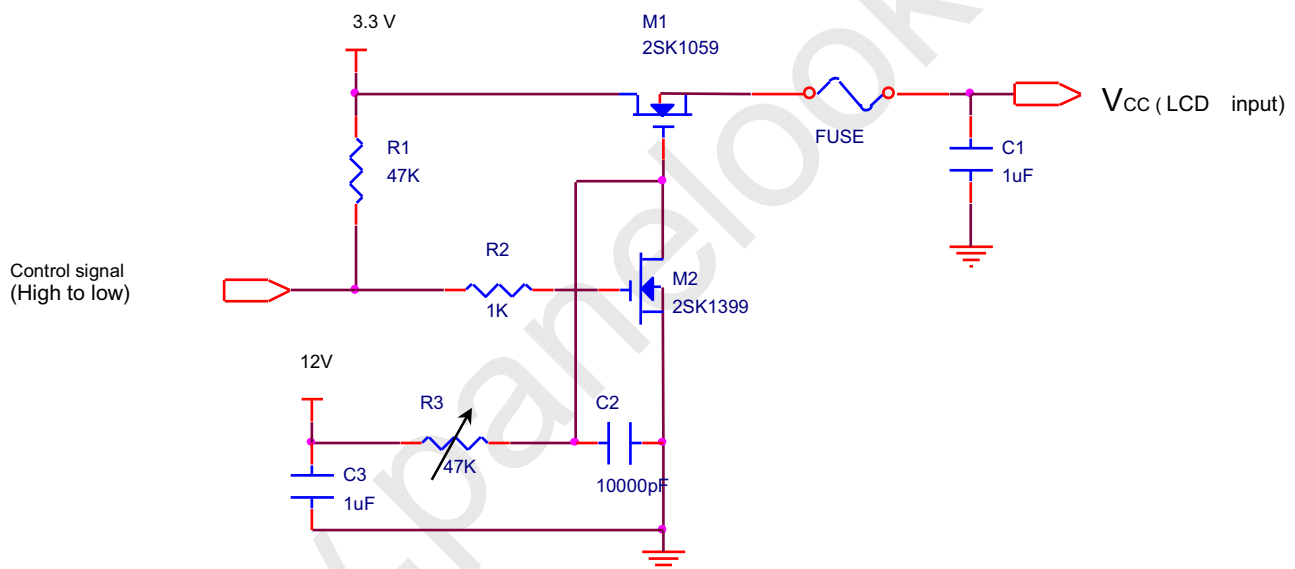 3.3 V
M1
2SK1059
R1
47K
FUSE
VCC ( LCD input)
C1
1uF
Control signal
(High to low)
R2
1K
M2
2SK1399
12V
R3
47K
C2
10000pF
C3
1uF
panelook